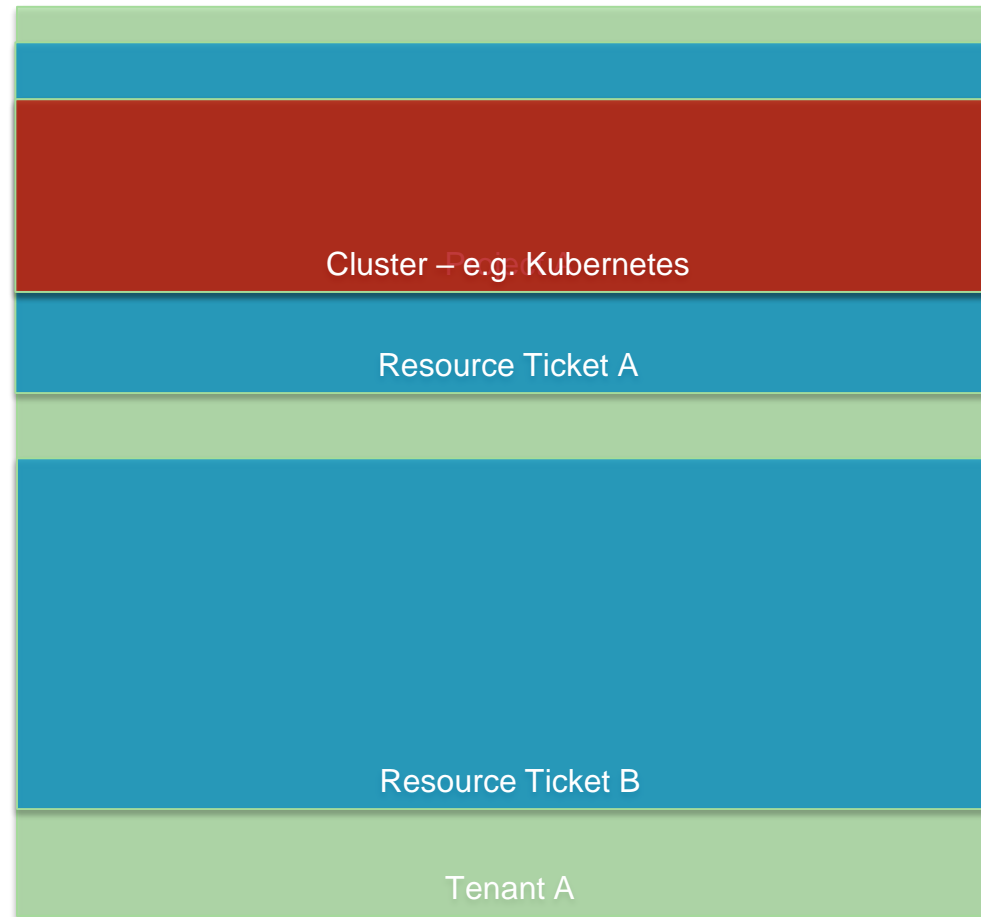 Cluster – e.g. Kubernetes
Resource Ticket A
Resource Ticket B
Tenant A